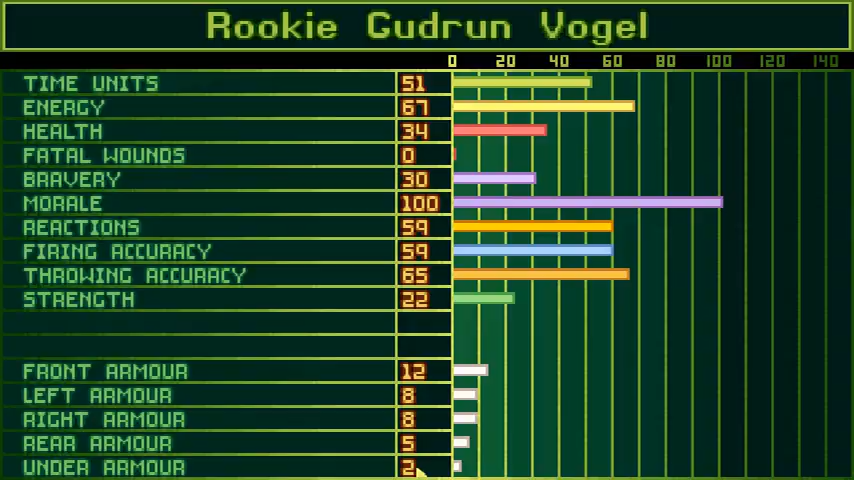 Rookie Gudrun Vogel
0 20 40 60 80 100 120 140
TIME UNITS 51
ENERGY 67
HEALTH 34
FATAL WOUNDS 0
BRAVERY 30
MORALE 100
REACTIONS 59
FIRING ACCURACY 59
THROWING ACCURACY 65
STRENGTH 22
FRONT ARMOUR 12
LEFT ARMOUR 8
RIGHT ARMOUR 8
REAR ARMOUR 5
UNDER ARMOUR 2